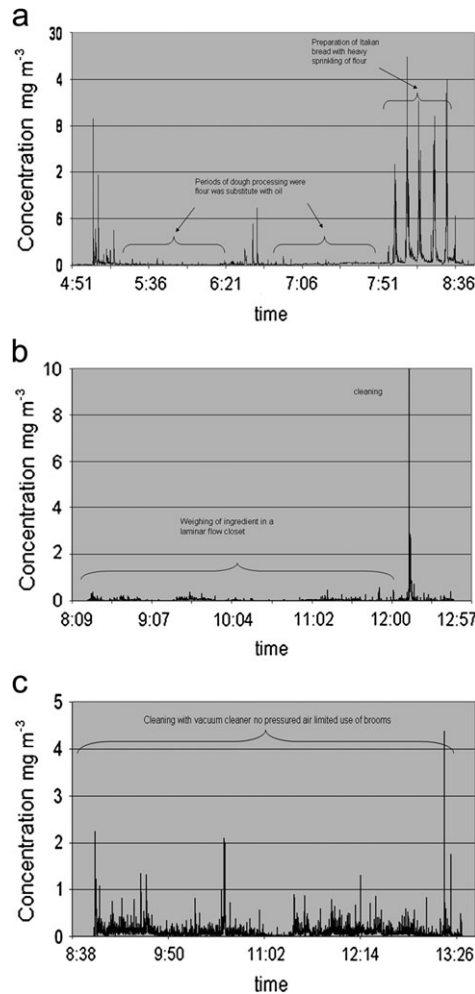 a
Concentration mg m-3
30
4
8
2
6
0
Preparation of Italian
bread with heavy
sprinkling of flour
Periods of dough processing were
flour was substitute with oil
4:51 5:36 6:21 7:06 7:51 8:36
time
b
Concentration mg m-3
10
8
6
4
2
0
cleaning
Weighing of ingredient in a
laminar flow closet
8:09 9:07 10:04 11:02 12:00 12:57
time
c
Concentration mg m-3
5
4
3
2
1
0
Cleaning with vacuum cleaner no pressured air limited use of brooms
8:38 9:50 11:02 12:14 13:26
time